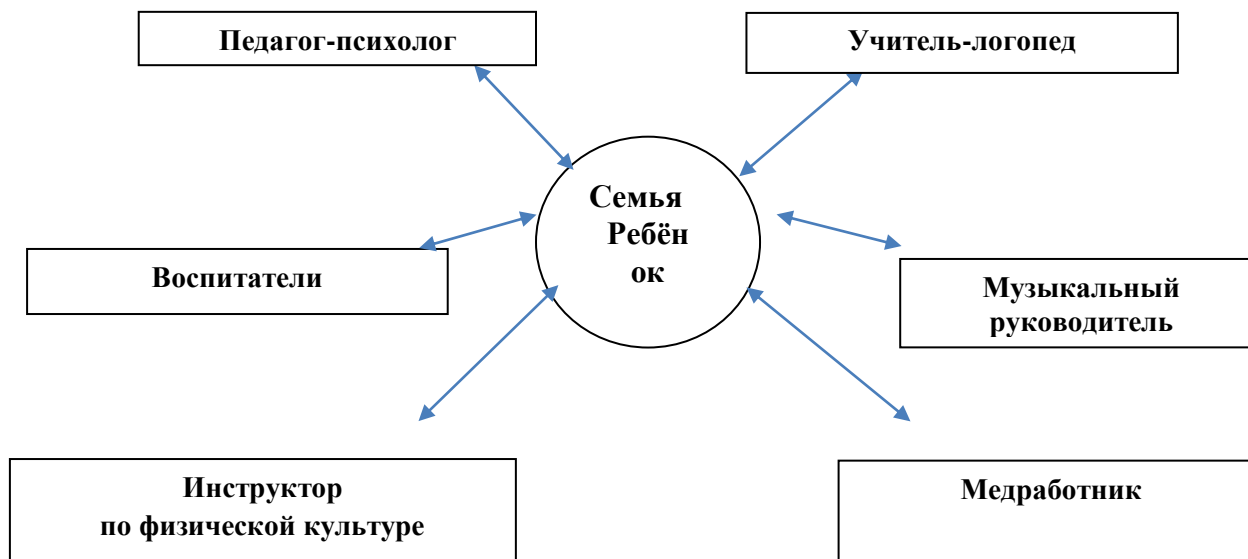 Педагог-психолог
Учитель-логопед
Семья
Ребён
ок
Воспитатели
Музыкальный
руководитель
Инструктор
по физической культуре
Медработник